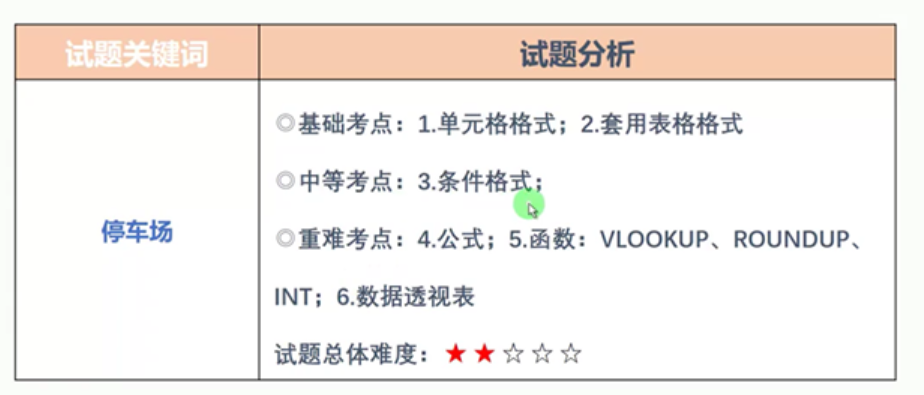 试题关键词
试题分析
停车场
◎基础考点：1.单元格格式；2.套用表格格式
◎中等考点：3.条件格式；
◎重难考点：4.公式；5.函数：VLOOKUP、ROUNDUP、
INT；6.数据透视表
试题总体难度：★★☆☆☆